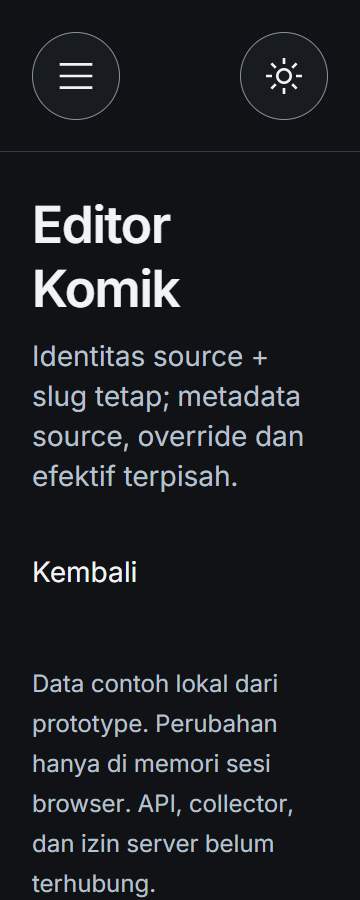 Editor
Komik
Identitas source +
slug tetap; metadata
source, override dan
efektif terpisah.
Kembali
Data contoh lokal dari
prototype. Perubahan
hanya di memori sesi
browser. API, collector,
dan izin server belum
terhubung.